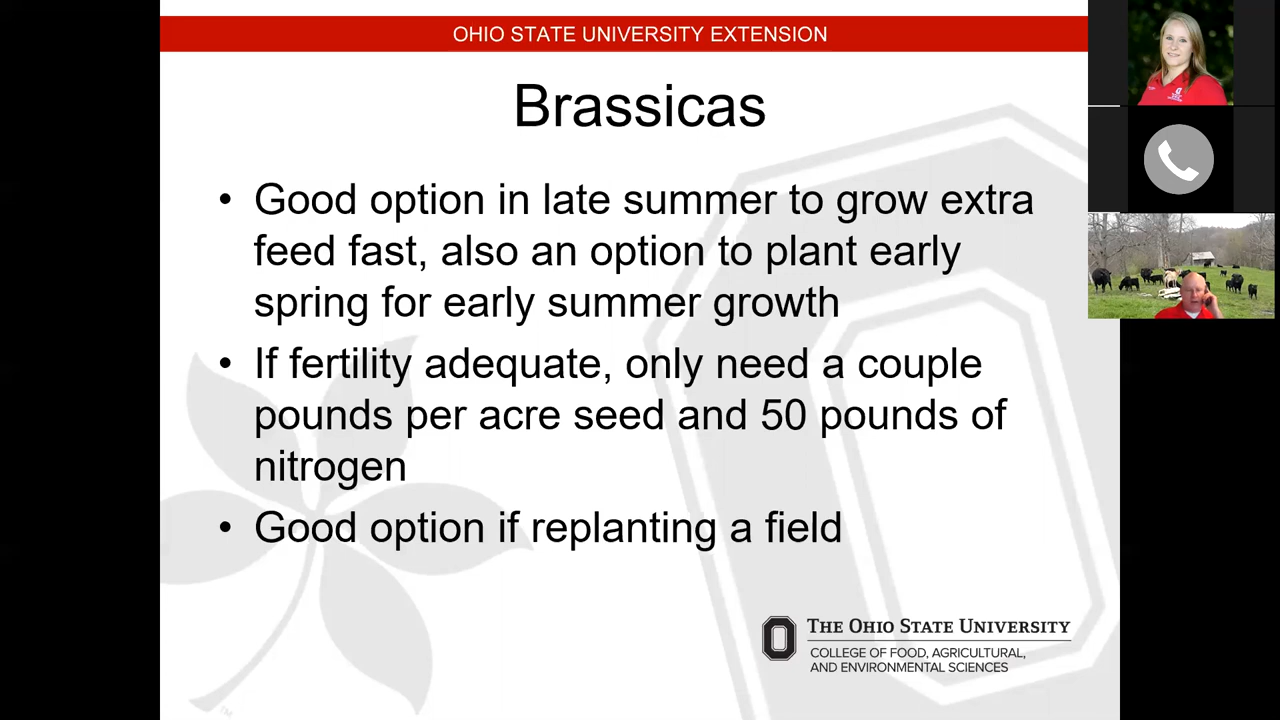 OHIO STATE UNIVERSITY EXTENSION
Brassicas
• Good option in late summer to grow extra
feed fast, also an option to plant early
spring for early summer growth
• If fertility adequate, only need a couple
pounds per acre seed and 50 pounds of
nitrogen
• Good option if replanting a field
THE OHIO STATE UNIVERSITY
COLLEGE OF FOOD, AGRICULTURAL,
AND ENVIRONMENTAL SCIENCES
TM